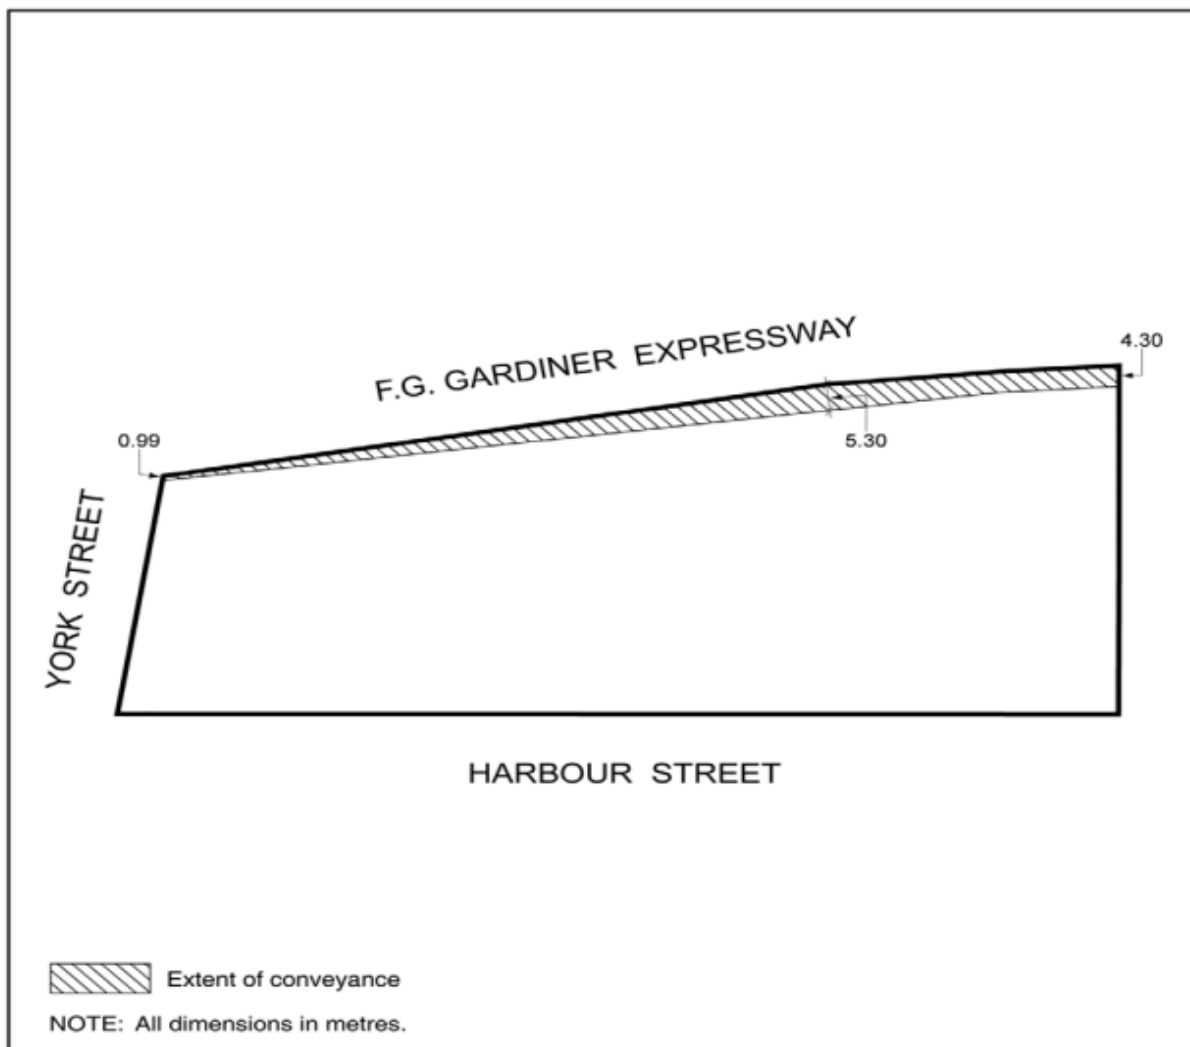 F.G. GARDINER EXPRESSWAY
4.30
0.99
5.30
YORK STREET
HARBOUR STREET
Extent of conveyance
NOTE: All dimensions in metres.